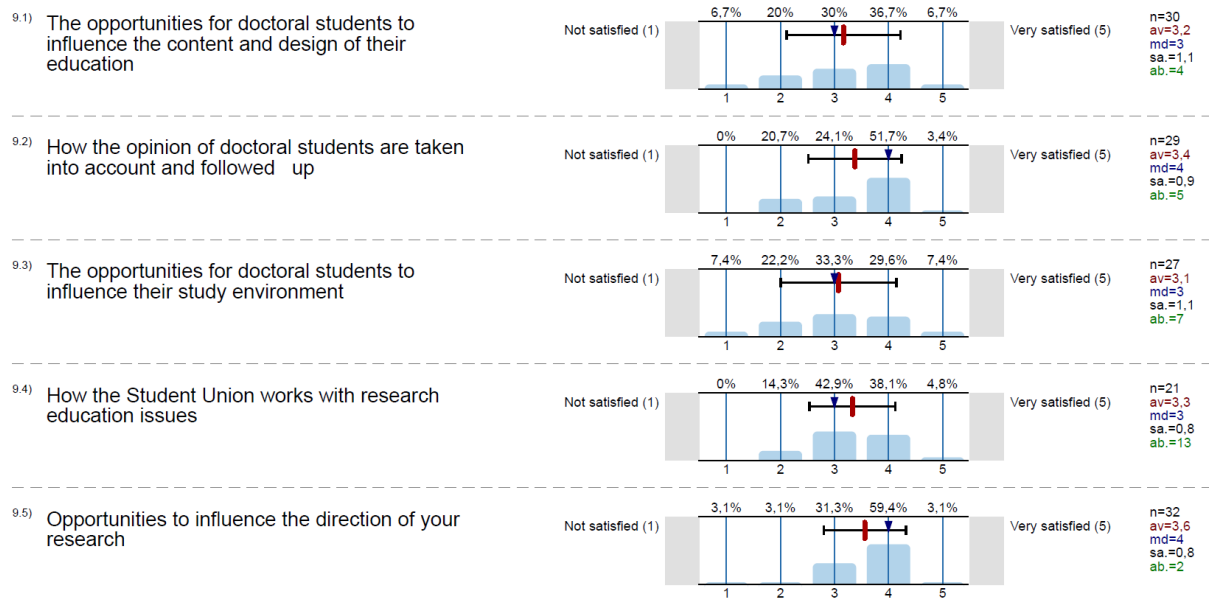 9.1) The opportunities for doctoral students to
influence the content and design of their
education
Not satisfied (1)
6,7% 20% 30% 36,7% 6,7%
1 2 3 4 5
Very satisfied (5)
n=30
av=3,2
md=3
sa.=1,1
ab.=4
9.2) How the opinion of doctoral students are taken
into account and followed up
Not satisfied (1)
0% 20,7% 24,1% 51,7% 3,4%
1 2 3 4 5
Very satisfied (5)
n=29
av=3,4
md=4
sa.=0,9
ab.=5
9.3) The opportunities for doctoral students to
influence their study environment
Not satisfied (1)
7,4% 22,2% 33,3% 29,6% 7,4%
1 2 3 4 5
Very satisfied (5)
n=27
av=3,1
md=3
sa.=1,1
ab.=7
9.4) How the Student Union works with research
education issues
Not satisfied (1)
0% 14,3% 42,9% 38,1% 4,8%
1 2 3 4 5
Very satisfied (5)
n=21
av=3,3
md=3
sa.=0,8
ab.=13
9.5) Opportunities to influence the direction of your
research
Not satisfied (1)
3,1% 3,1% 31,3% 59,4% 3,1%
1 2 3 4 5
Very satisfied (5)
n=32
av=3,6
md=4
sa.=0,8
ab.=2